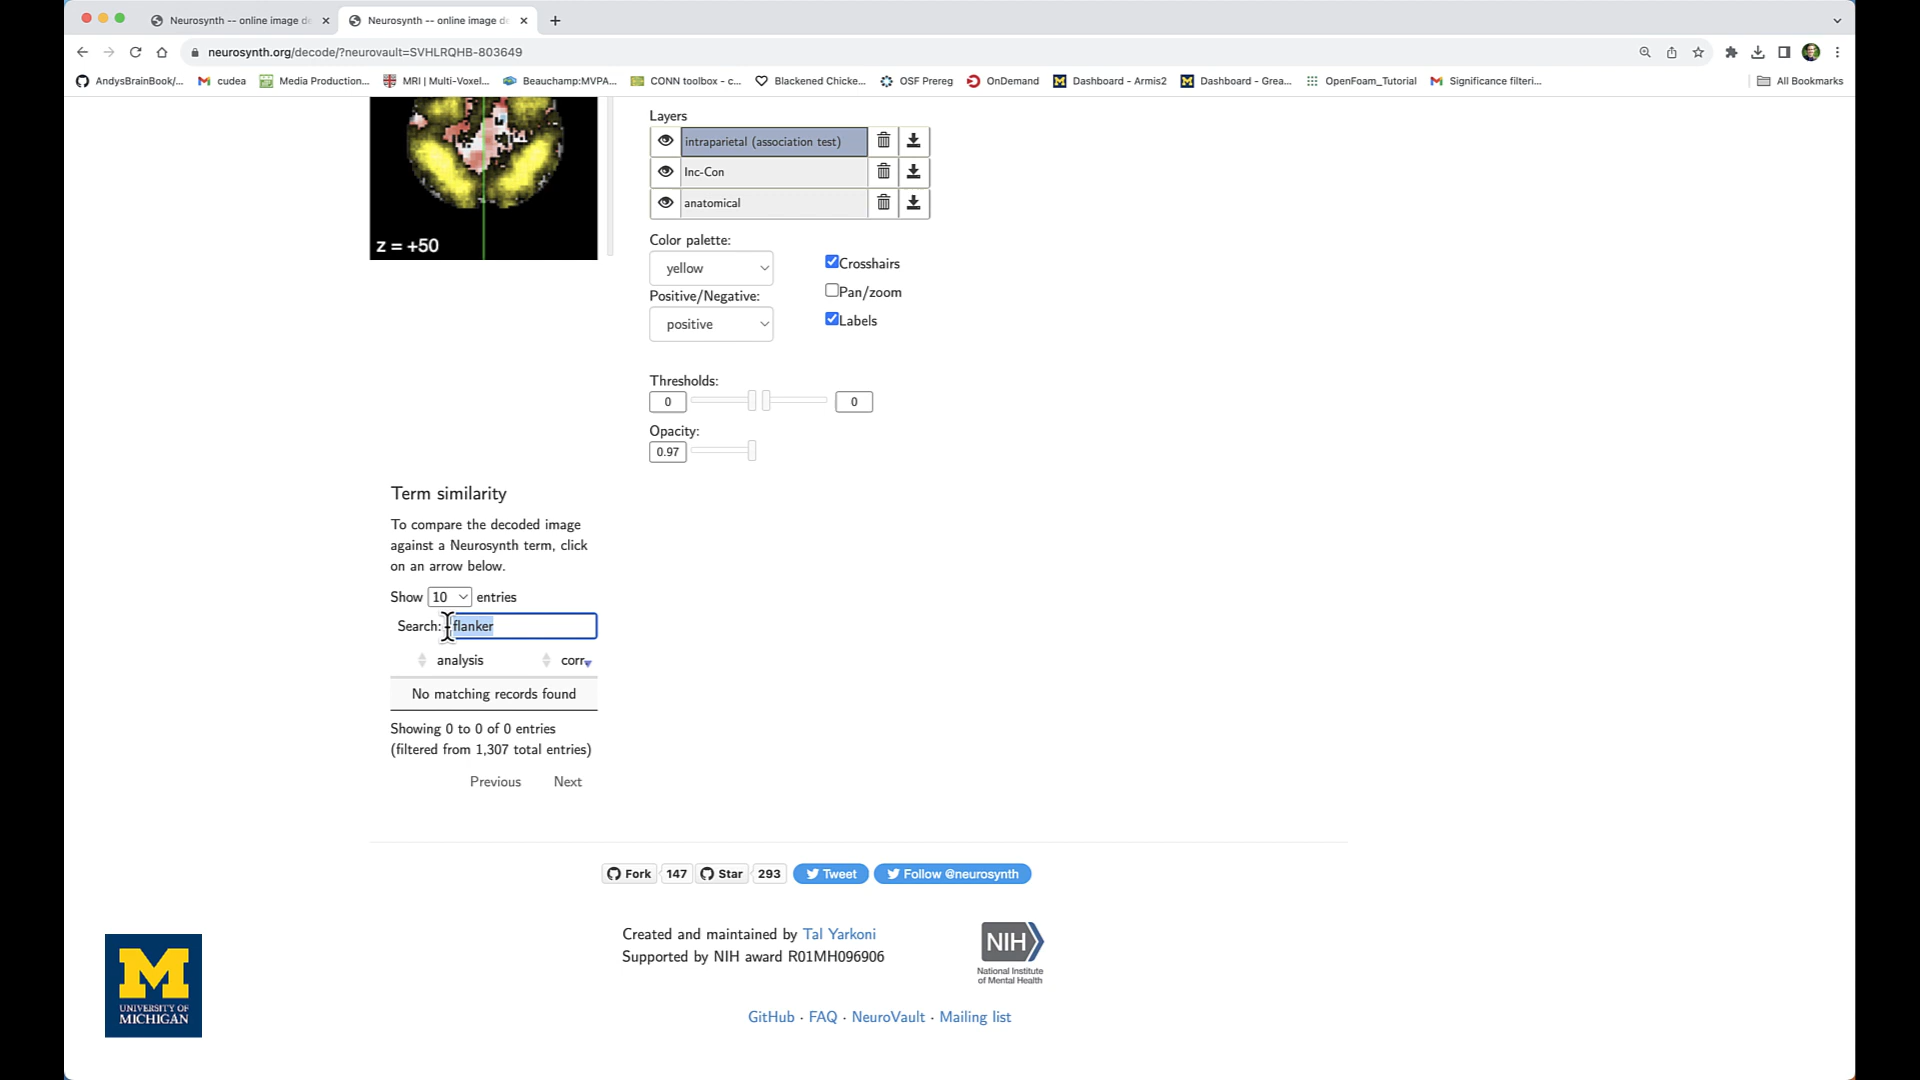 Neurosynth -- online image de
Neurosynth -- online image de
neurosynth.org/decode/?neurovault=SVHLRQHB-803649
AndysBrainBook/... cudea Media Production... MRI | Multi-Voxel... Beauchamp:MVPA... CONN toolbox - c... Blackened Chicke... OSF Prereg OnDemand Dashboard - Armis2 Dashboard - Grea... OpenFoam_Tutorial Significance filteri... All Bookmarks
z = +50
Layers
intraparietal (association test)
Inc-Con
anatomical
Color palette:
yellow
Crosshairs
Pan/zoom
Positive/Negative:
positive
Labels
Thresholds:
0 0
Opacity:
0.97
Term similarity
To compare the decoded image
against a Neurosynth term, click
on an arrow below.
Show 10 entries
Search: flanker
analysis corr.
No matching records found
Showing 0 to 0 of 0 entries
(filtered from 1,307 total entries)
Previous Next
Fork 147 Star 293 Tweet Follow @neurosynth
Created and maintained by Tal Yarkoni
Supported by NIH award R01MH096906
NIH
National Institute
of Mental Health
GitHub · FAQ · NeuroVault · Mailing list
M
UNIVERSITY OF
MICHIGAN